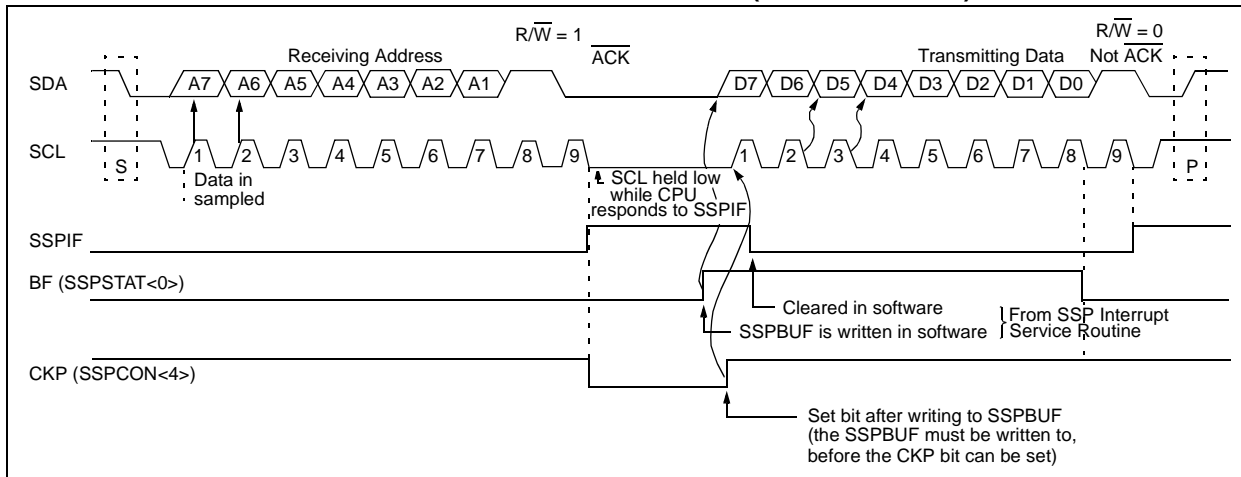 R/W = 1
R/W = 0
Receiving Address
ACK
Transmitting Data
Not ACK
SDA
A7 A6 A5 A4 A3 A2 A1
D7 D6 D5 D4 D3 D2 D1 D0
SCL
S
1 2 3 4 5 6 7 8 9
1 2 3 4 5 6 7 8 9
P
Data in
sampled
SCL held low
while CPU
responds to SSPIF
SSPIF
BF (SSPSTAT<0>)
Cleared in software
SSPBUF is written in software
From SSP Interrupt
Service Routine
CKP (SSPCON<4>)
Set bit after writing to SSPBUF
(the SSPBUF must be written to,
before the CKP bit can be set)